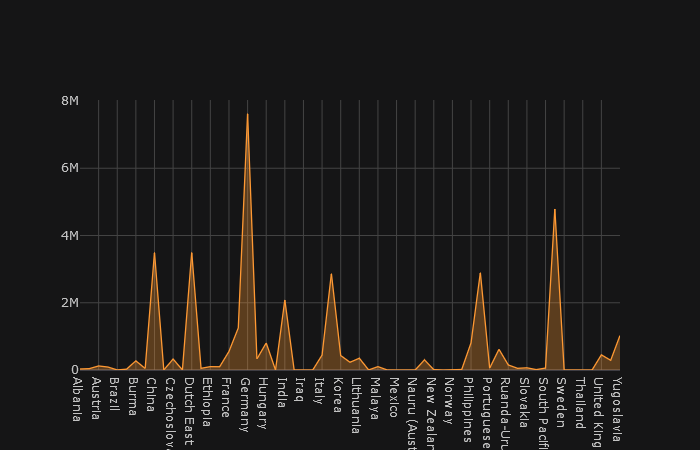 8M
6M
4M
2M
0
Albania
Austria
Brazil
Burma
China
Czechoslov
Dutch East
Ethiopia
France
Germany
Hungary
India
Iraq
Italy
Korea
Lithuania
Malaya
Mexico
Nauru (Aust
New Zealan
Norway
Philippines
Portuguese
Ruanda-Uru
Slovakia
South Pacifi
Sweden
Thailand
United King
Yugoslavia